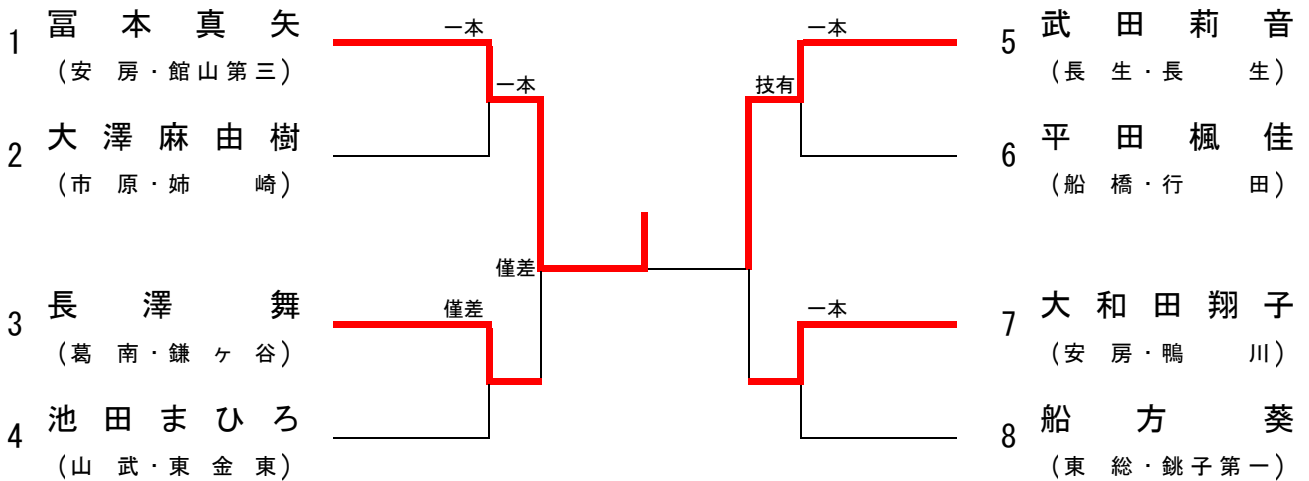 1 冨本真矢 一本
(安房・館山第三)
一本
2 大澤麻由樹
(市原・姉崎)
僅差
3 長澤舞 僅差
(葛南・鎌ヶ谷)
4 池田まひろ
(山武・東金東)
一本 5 武田莉音
(長生・長生)
技有
6 平田楓佳
(船橋・行田)
一本 7 大和田翔子
(安房・鴨川)
8 船方葵
(東総・銚子第一)